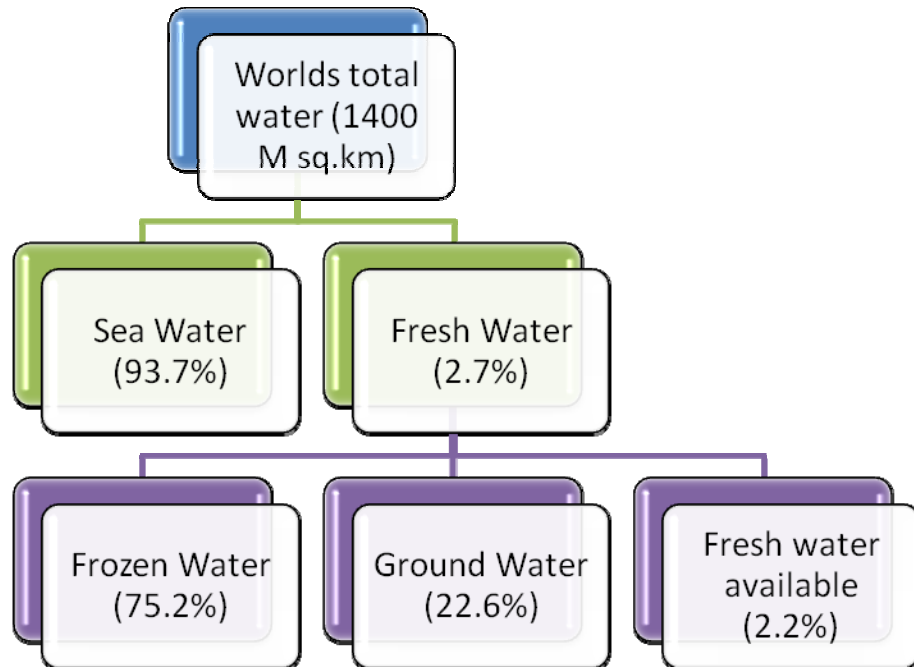 Worlds total
water (1400
M sq.km)
Sea Water
(93.7%)
Fresh Water
(2.7%)
Frozen Water
(75.2%)
Ground Water
(22.6%)
Fresh water
available
(2.2%)